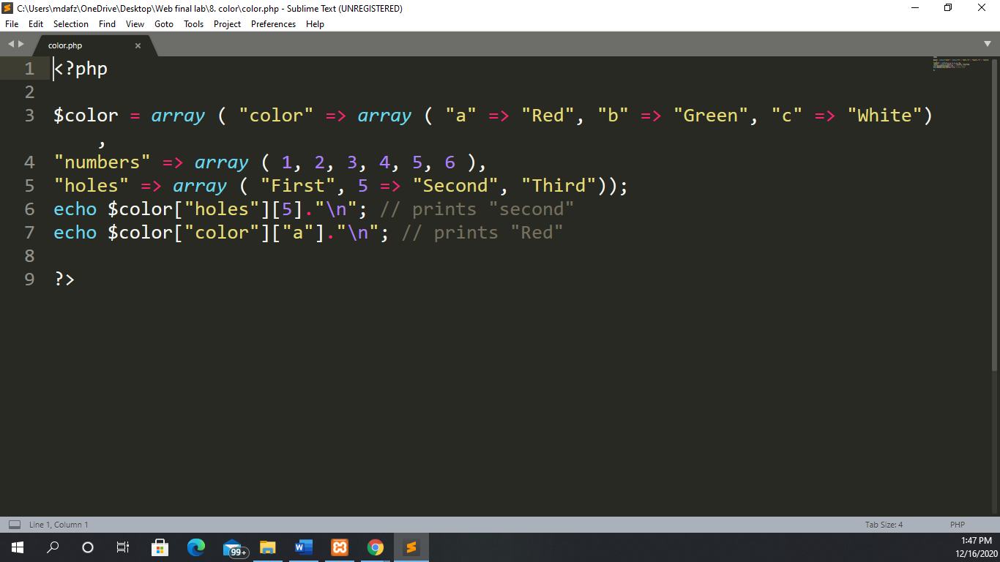 C:\Users\mdafz\OneDrive\Desktop\Web final lab\8. color\color.php - Sublime Text (UNREGISTERED)
File Edit Selection Find View Goto Tools Project Preferences Help
color.php
1 <?php
2
3 $color = array ( "color" => array ( "a" => "Red", "b" => "Green", "c" => "White")
,
4 "numbers" => array ( 1, 2, 3, 4, 5, 6 ),
5 "holes" => array ( "First", 5 => "Second", "Third"));
6 echo $color["holes"][5]."\n"; // prints "second"
7 echo $color["color"]["a"]."\n"; // prints "Red"
8
9 ?>
Line 1, Column 1 Tab Size: 4 PHP
99+
1:47 PM
12/16/2020